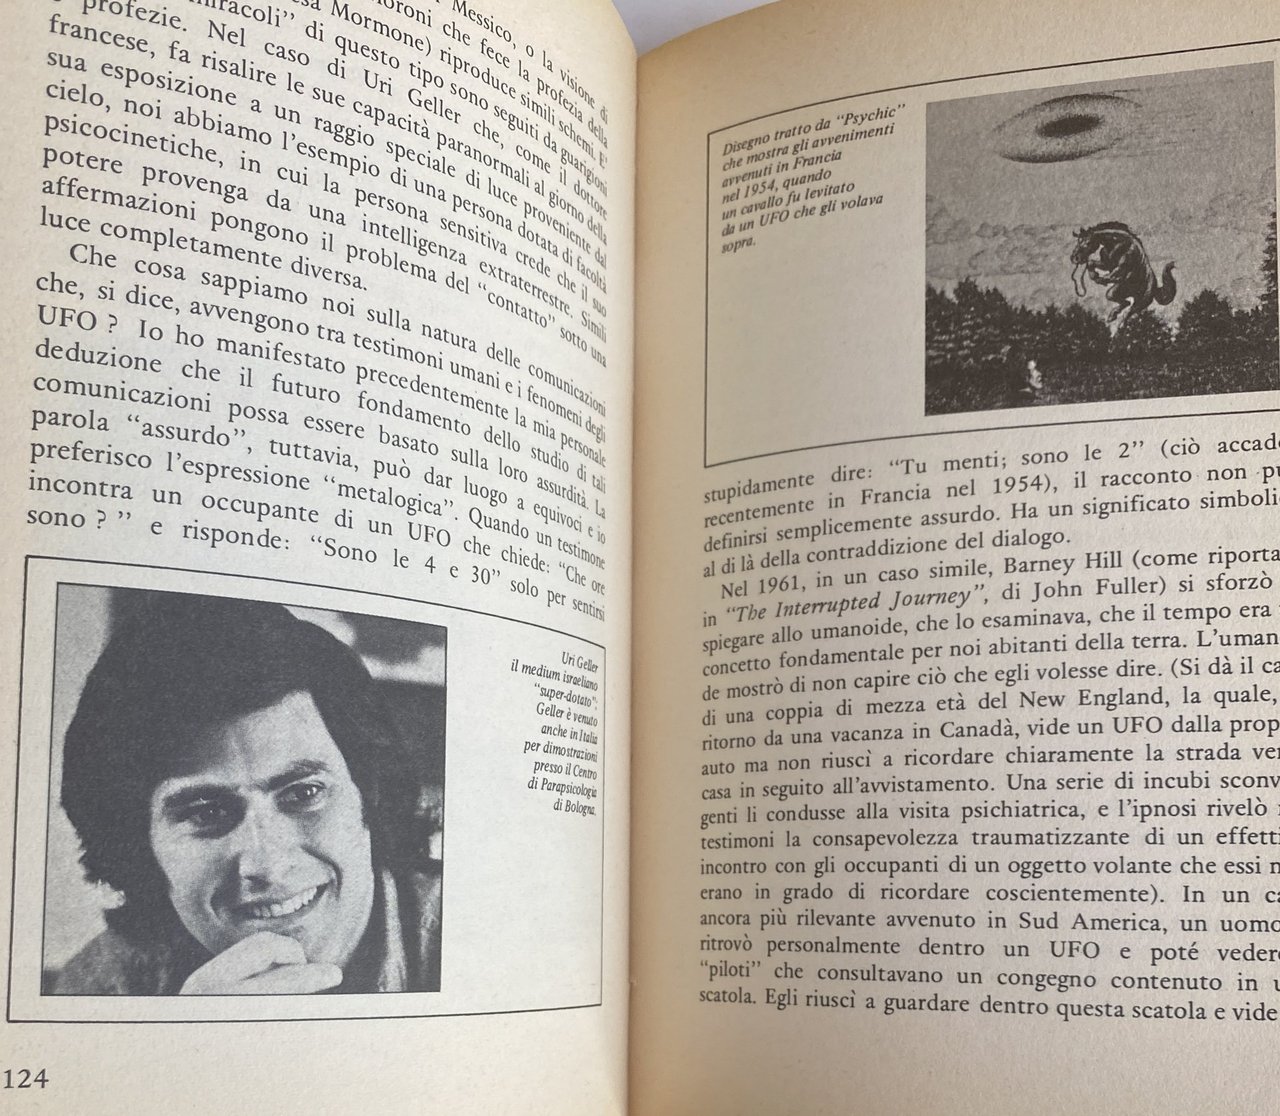 Messico, o la visione di
moroni che fece la profezia della
Mormone) riproduce simili schemi. E'
miracoli" di questo tipo sono seguiti da guarigioni
profezie. Nel caso di Uri Geller che, come il dottore
francese, fa risalire le sue capacità paranormali al giorno della
sua esposizione a un raggio speciale di luce proveniente dal
cielo, noi abbiamo l'esempio di una persona dotata di facoltà
psicocinetiche, in cui la persona sensitiva crede che il suo
potere provenga da una intelligenza extraterrestre. Simili
affermazioni pongono il problema del "contatto" sotto una
luce completamente diversa.
Che cosa sappiamo noi sulla natura delle comunicazioni
che, si dice, avvengono tra testimoni umani e i fenomeni degli
UFO ? Io ho manifestato precedentemente la mia personale
deduzione che il futuro fondamento dello studio di tali
comunicazioni possa essere basato sulla loro assurdità. La
parola "assurdo", tuttavia, può dar luogo a equivoci e io
preferisco l'espressione "metalogica". Quando un testimone
incontra un occupante di un UFO che chiede: "Che ore
sono ? " e risponde: "Sono le 4 e 30" solo per sentirsi
Uri Geller
il medium israeliano
"super-dotato":
Geller è venuto
anche in Italia
per dimostrazioni
presso il Centro
di Parapsicologia
di Bologna.
124
Disegno tratto da "Psychic"
che mostra gli avvenimenti
avvenuti in Francia
nel 1954, quando
un cavallo fu levitato
da un UFO che gli volava
sopra.
stupidamente dire: "Tu menti; sono le 2" (ciò accad
recentemente in Francia nel 1954), il racconto non pu
definirsi semplicemente assurdo. Ha un significato simboli
al di là della contraddizione del dialogo.
Nel 1961, in un caso simile, Barney Hill (come riporta
in "The Interrupted Journey", di John Fuller) si sforzò
spiegare allo umanoide, che lo esaminava, che il tempo era
concetto fondamentale per noi abitanti della terra. L'uman
de mostrò di non capire ciò che egli volesse dire. (Si dà il ca
di una coppia di mezza età del New England, la quale,
ritorno da una vacanza in Canadà, vide un UFO dalla prop
auto ma non riuscì a ricordare chiaramente la strada ver
casa in seguito all'avvistamento. Una serie di incubi sconv
genti li condusse alla visita psichiatrica, e l'ipnosi rivelò
testimoni la consapevolezza traumatizzante di un effetti
incontro con gli occupanti di un oggetto volante che essi n
erano in grado di ricordare coscientemente). In un ca
ancora più rilevante avvenuto in Sud America, un uomo
ritrovò personalmente dentro un UFO e poté veder
"piloti" che consultavano un congegno contenuto in u
scatola. Egli riuscì a guardare dentro questa scatola e vide